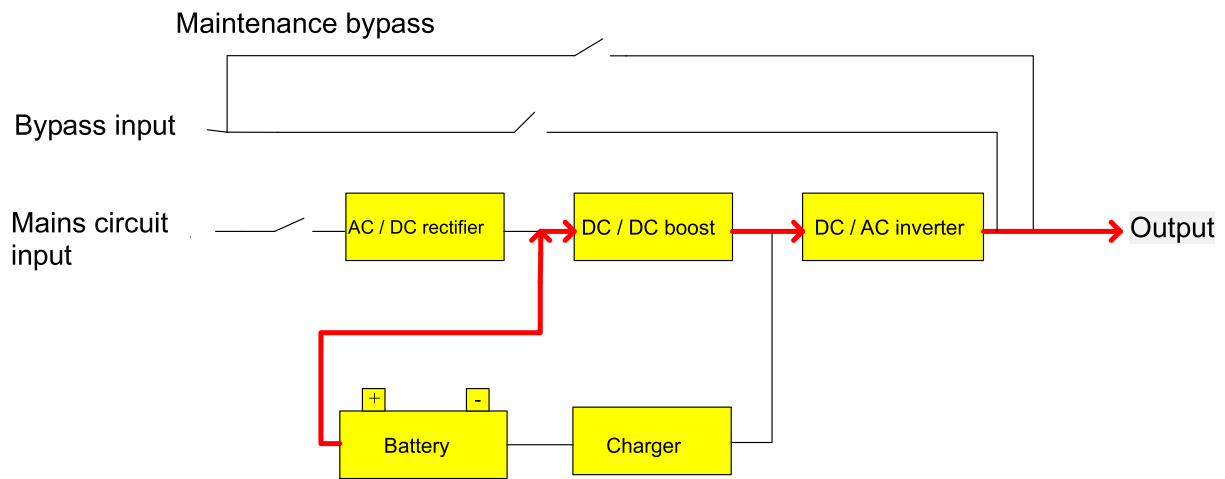 Maintenance bypass
Bypass input
Mains circuit
input
AC / DC rectifier
DC / DC boost
DC / AC inverter
Output
+
-
Battery
Charger